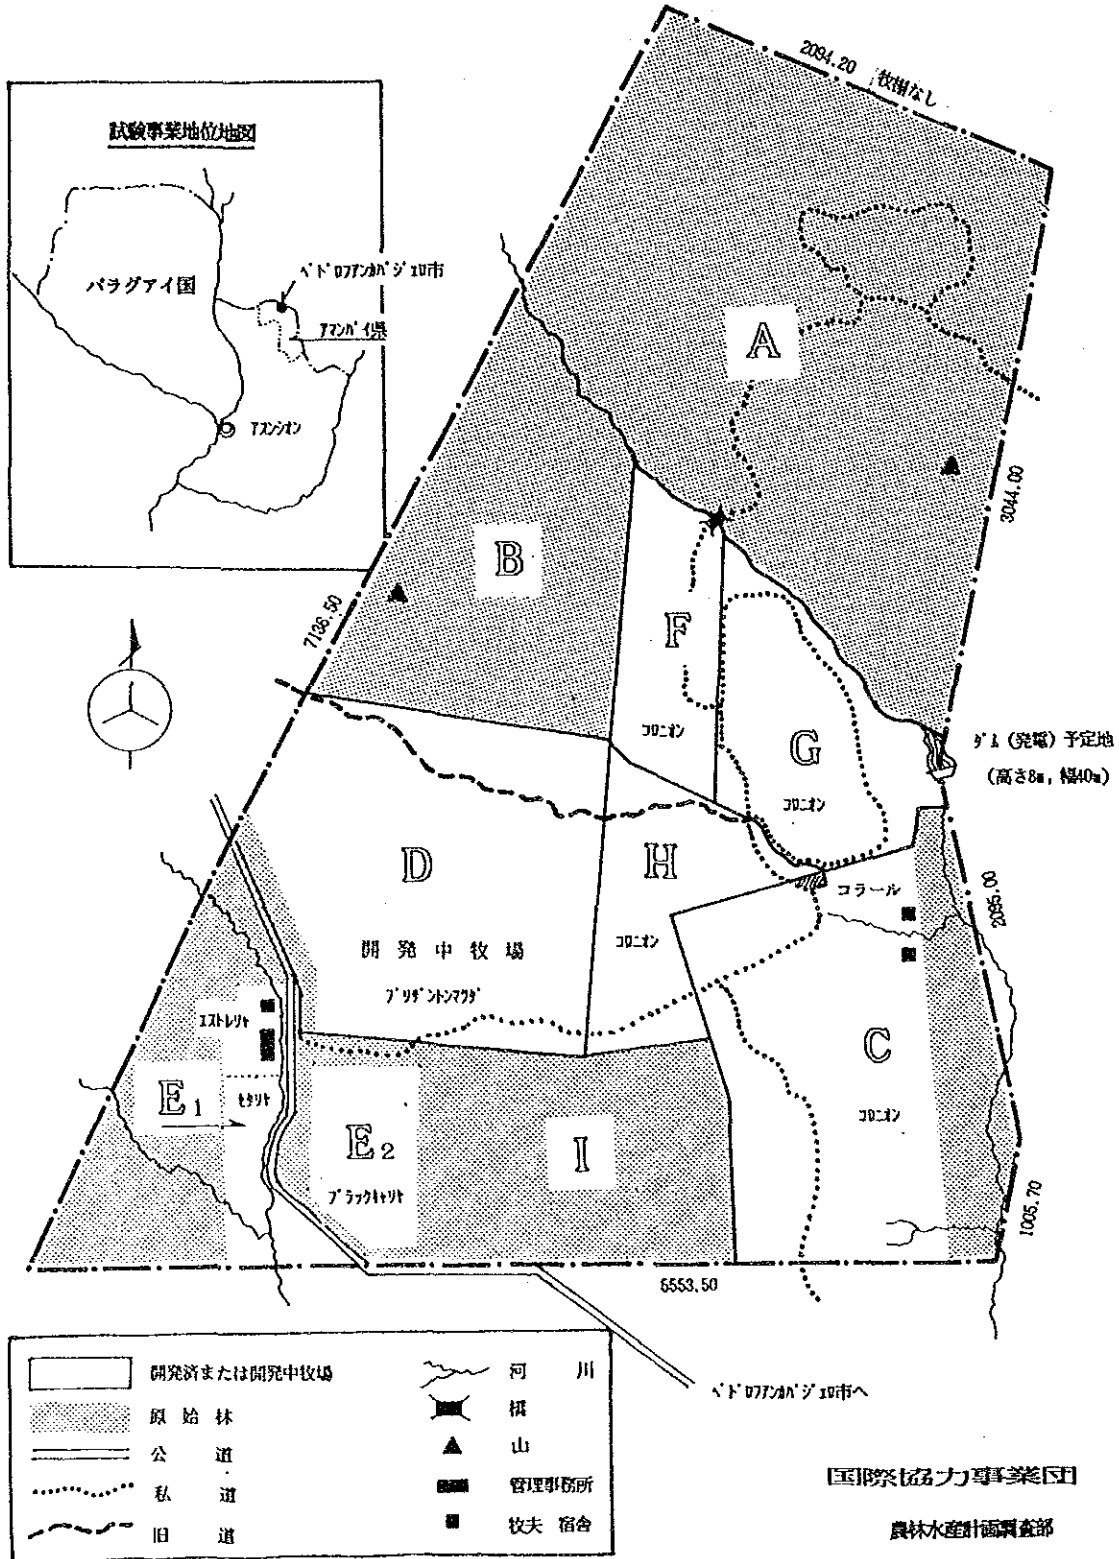 試験事業地位地図
パラグアイ国
ペドロフアンカバジェロ市
アマンバイ県
アスンシオン
2094.20 牧柵なし
A
3044.00
B
7136.50
F
コロニオン
G
コロニオン
ダム(発電)予定地
(高さ8m, 幅40m)
D
開発中牧場
ブリザントンマウダ
H
コロニオン
コラール
2095.00
C
コロニオン
エストレリヤ
E1
セタリヤ
E2
ブラックキャリヤ
I
1005.70
6553.50
ペドロフアンカバジェロ市へ
開発済または開発中牧場
原始林
公道
私道
旧道
河川
橋
山
管理事務所
牧夫 宿舎
国際協力事業団
農林水産計画調査部